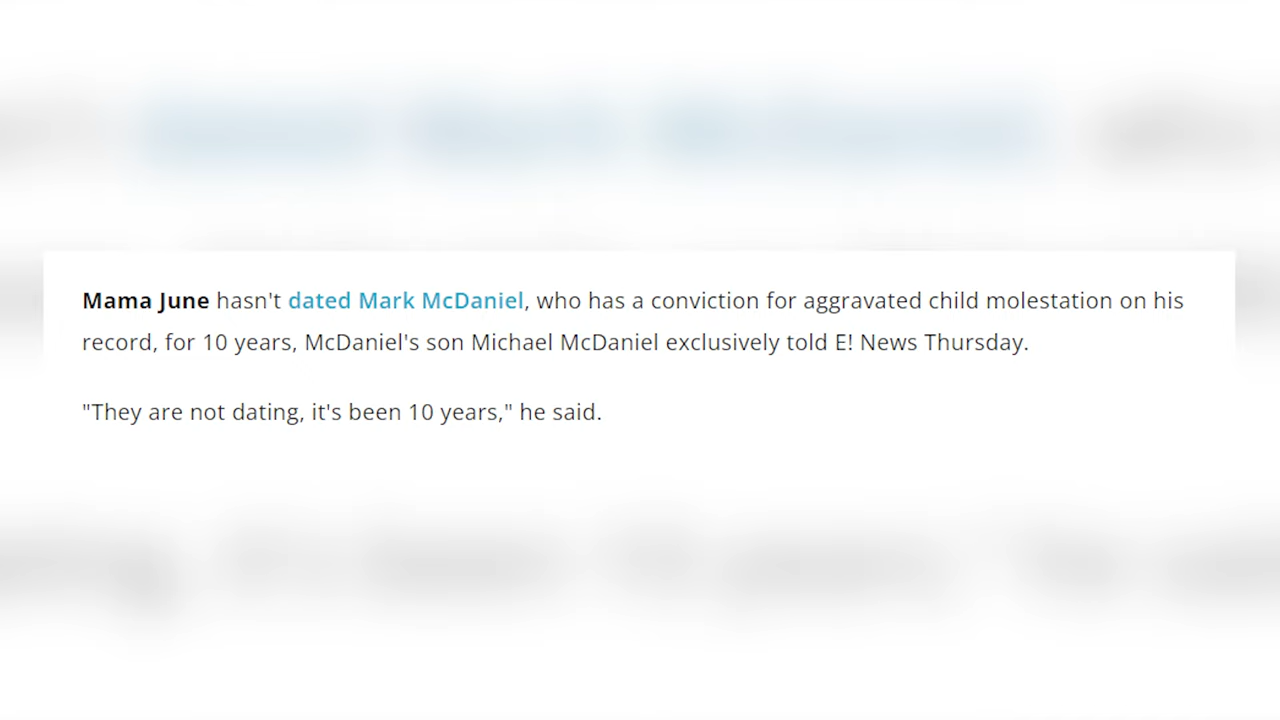 Mama June hasn't dated Mark McDaniel, who has a conviction for aggravated child molestation on his
record, for 10 years, McDaniel's son Michael McDaniel exclusively told E! News Thursday.
"They are not dating, it's been 10 years," he said.